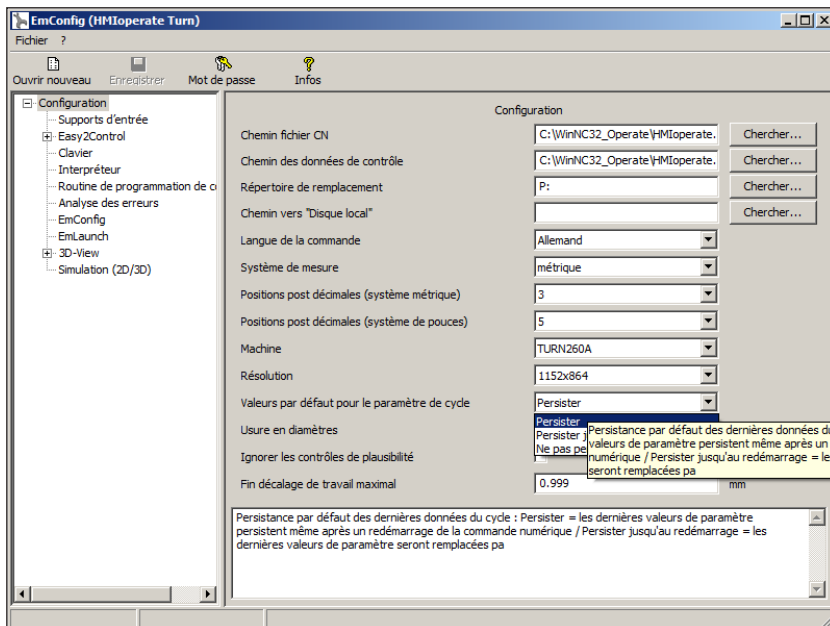 EmConfig (HMIoperate Turn)
Fichier ?
Ouvrir nouveau Enregistrer Mot de passe Infos
Configuration
Supports d'entrée
Easy2Control
Clavier
Interpréteur
Routine de programmation de c
Analyse des erreurs
EmConfig
EmLaunch
3D-View
Simulation (2D/3D)
Configuration
Chemin fichier CN C:\WinNC32_Operate\HMIoperate. Chercher...
Chemin des données de contrôle C:\WinNC32_Operate\HMIoperate. Chercher...
Répertoire de remplacement P: Chercher...
Chemin vers "Disque local" Chercher...
Langue de la commande Allemand
Système de mesure métrique
Positions post décimales (système métrique) 3
Positions post décimales (système de pouces) 5
Machine TURN260A
Résolution 1152x864
Valeurs par défaut pour le paramètre de cycle Persister
Usure en diamètres
Ignorer les contrôles de plausibilité
Fin décalage de travail maximal 0.999 mm
Persister
Persister j
Ne pas pe
Persistance par défaut des dernières données du
valeurs de paramètre persistent même après un
numérique / Persister jusqu'au redémarrage = le
seront remplacées pa
Persistance par défaut des dernières données du cycle : Persister = les dernières valeurs de paramètre
persistent même après un redémarrage de la commande numérique / Persister jusqu'au redémarrage = les
dernières valeurs de paramètre seront remplacées pa